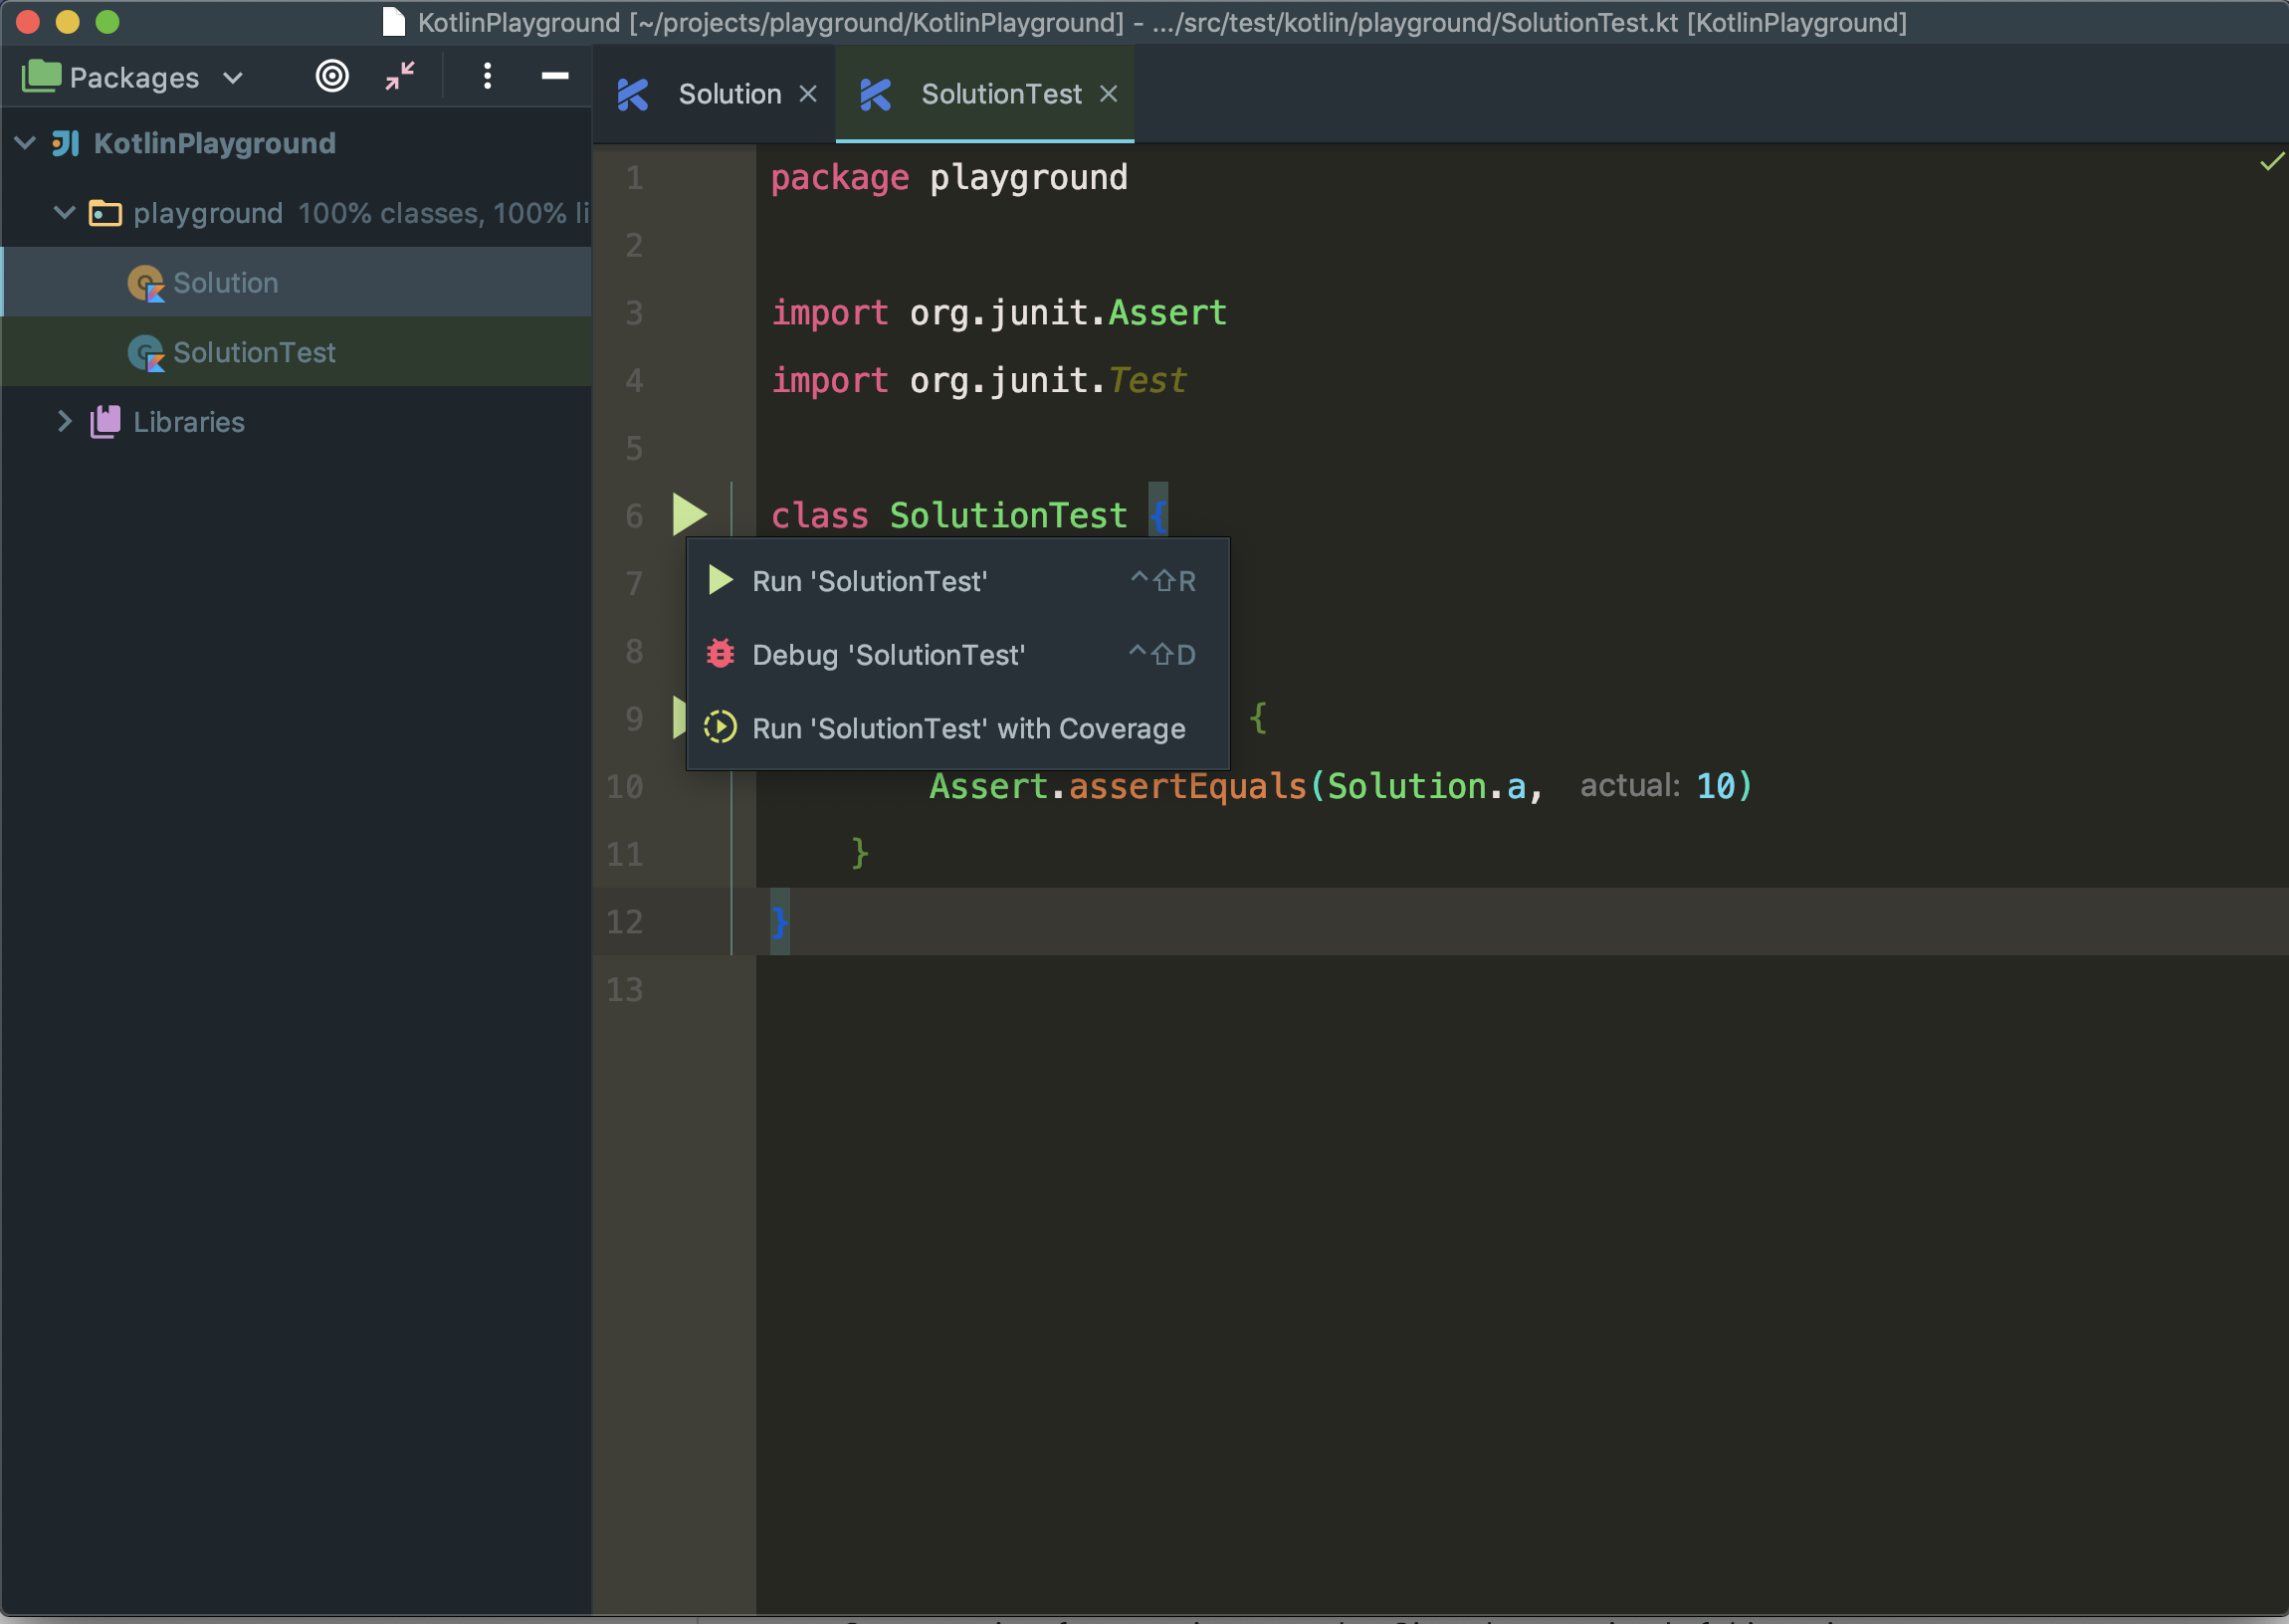 KotlinPlayground [~/projects/playground/KotlinPlayground] - .../src/test/kotlin/playground/SolutionTest.kt [KotlinPlayground]
Packages
Solution
SolutionTest
KotlinPlayground
playground 100% classes, 100% li
Solution
SolutionTest
Libraries
1 package playground
2
3 import org.junit.Assert
4 import org.junit.Test
5
6 class SolutionTest {
7
8
9 {
Run 'SolutionTest' ^⇧R
Debug 'SolutionTest' ^⇧D
Run 'SolutionTest' with Coverage
10 Assert.assertEquals(Solution.a, actual: 10)
11 }
12 }
13